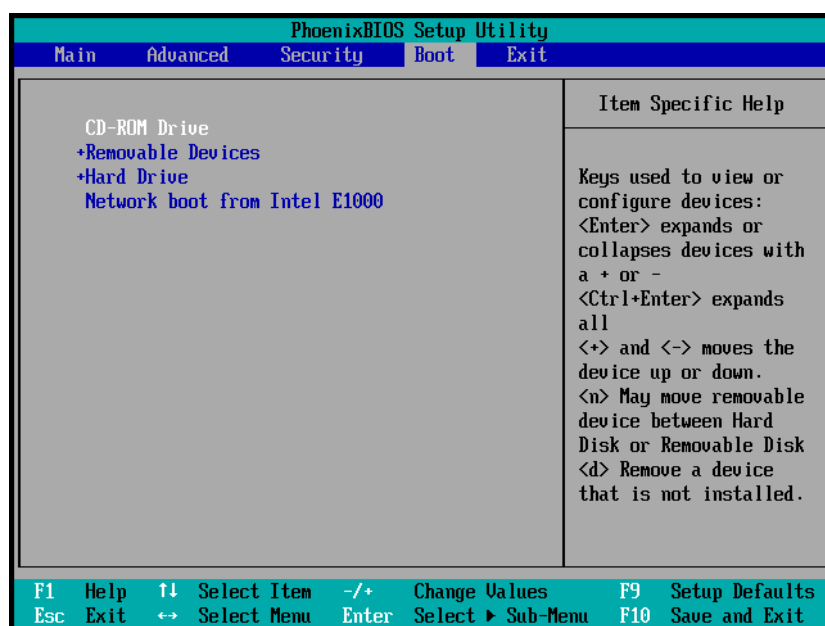 PhoenixBIOS Setup Utility
Main Advanced Security Boot Exit
CD-ROM Drive
+Removable Devices
+Hard Drive
Network boot from Intel E1000
Item Specific Help
Keys used to view or
configure devices:
<Enter> expands or
collapses devices with
a + or -
<Ctrl+Enter> expands
all
<+> and <-> moves the
device up or down.
<n> May move removable
device between Hard
Disk or Removable Disk
<d> Remove a device
that is not installed.
F1 Help ↑↓ Select Item -/+ Change Values F9 Setup Defaults
Esc Exit ↔ Select Menu Enter Select ▶ Sub-Menu F10 Save and Exit